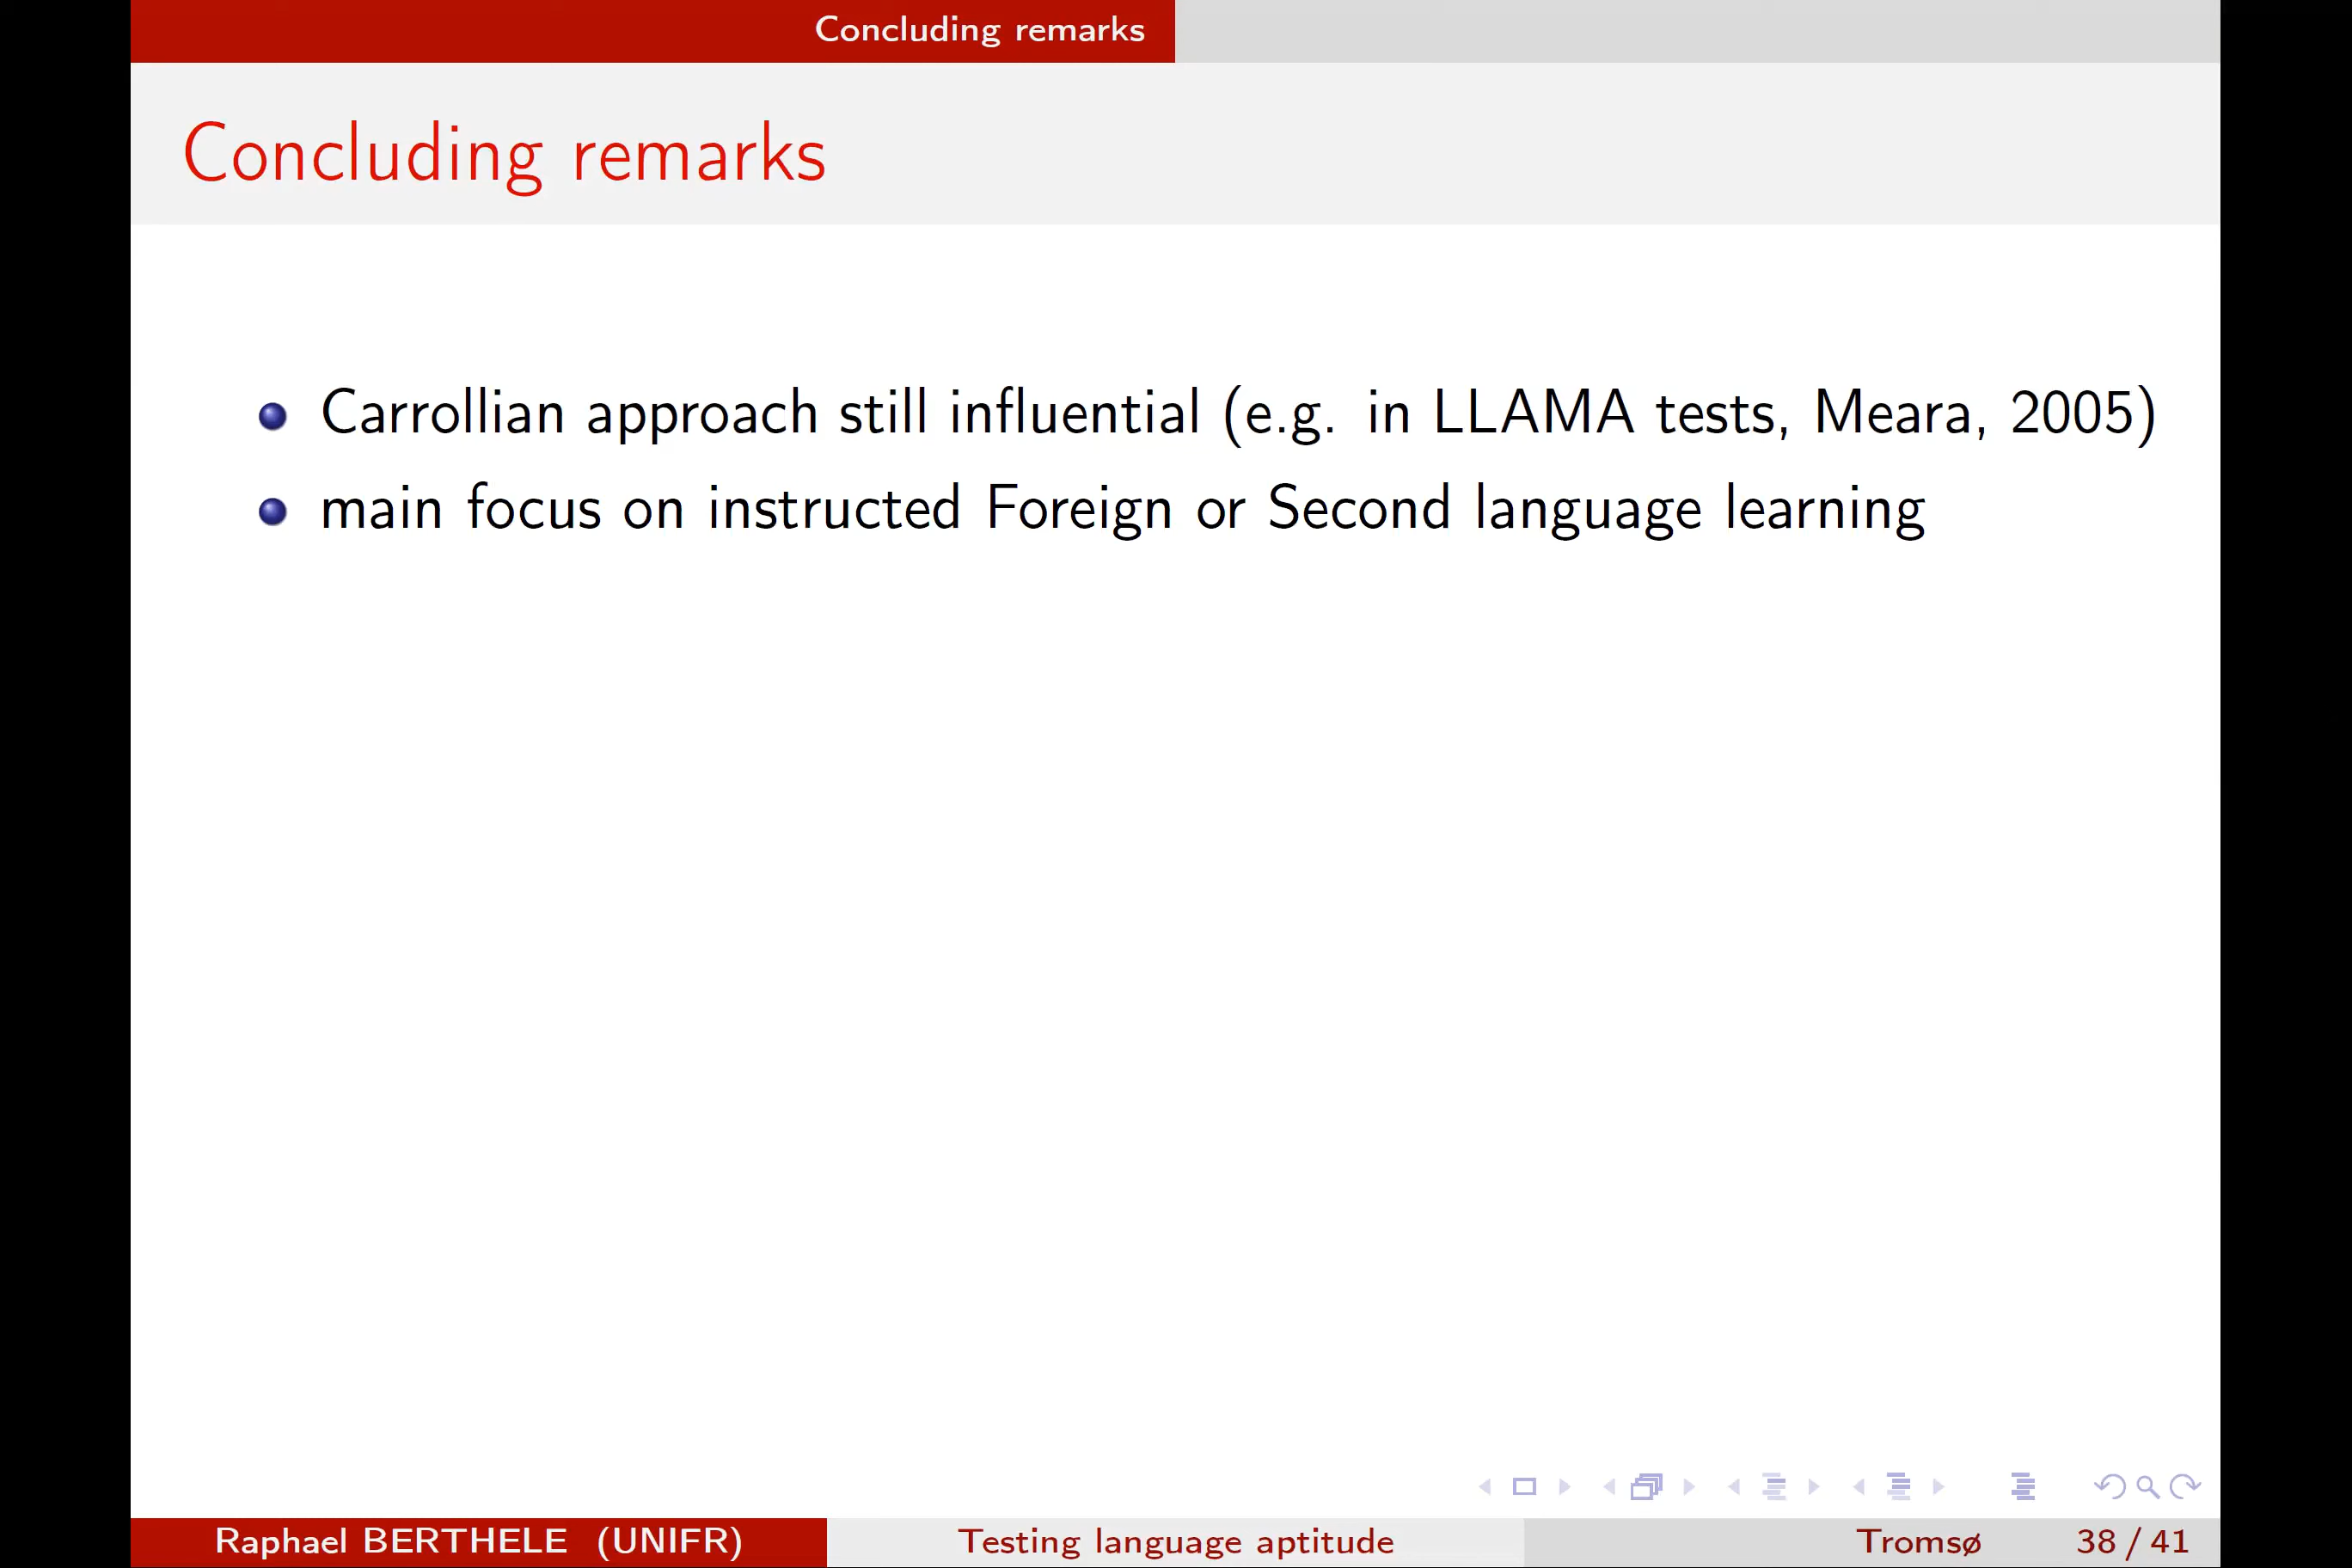 Concluding remarks
Concluding remarks
Carrollian approach still influential (e.g. in LLAMA tests, Meara, 2005)
main focus on instructed Foreign or Second language learning
Raphael BERTHELE (UNIFR)
Testing language aptitude
Tromsø
38 / 41